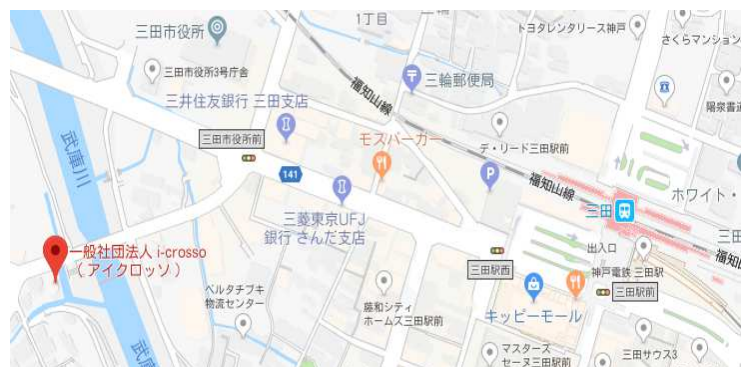 1丁目
三田市役所
トヨタレンタリース神戸
さくらマンション
三田市役所3号庁舎
三輪郵便局
福知山線
三井住友銀行 三田支店
陽泉書道
武庫川
三田市役所前
モスバーガー
デ・リード三田駅前
141
P
福知山線
ホワイト・
三菱東京UFJ
銀行 さんだ支店
三田
三田
出入口
福知山線
一般社団法人 i-crosso
(アイクロッソ)
三田駅西
神戸電鉄 三田駅
ベルタチブキ
物流センター
三田駅前
藤和シティ
ホームズ三田駅前
キッピーモール
武庫川
マスターズ
セーヌ三田駅前
三田サウス3